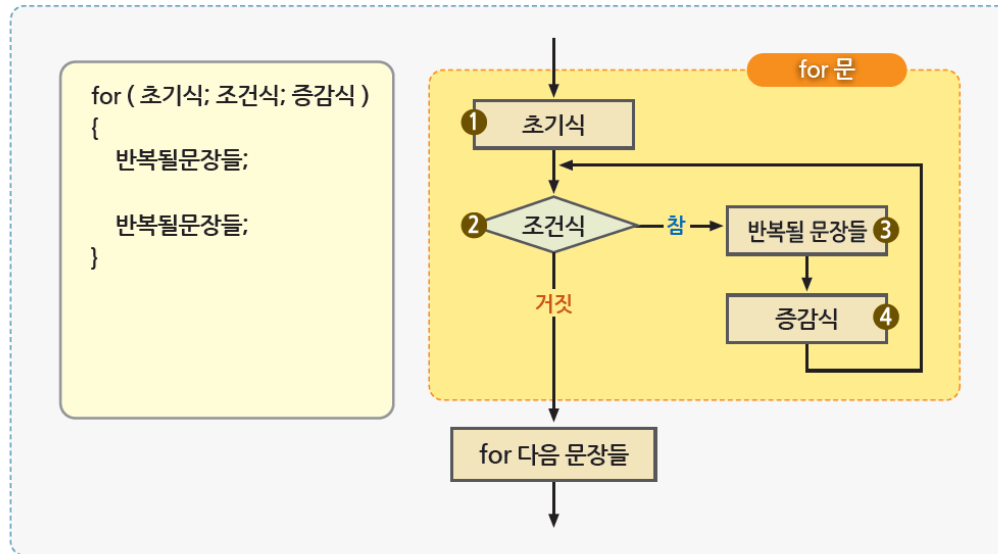 for ( 초기식; 조건식; 증감식 )
{
반복될문장들;
반복될문장들;
}
for 문
1 초기식
2 조건식
참
반복될 문장들 3
거짓
증감식 4
for 다음 문장들